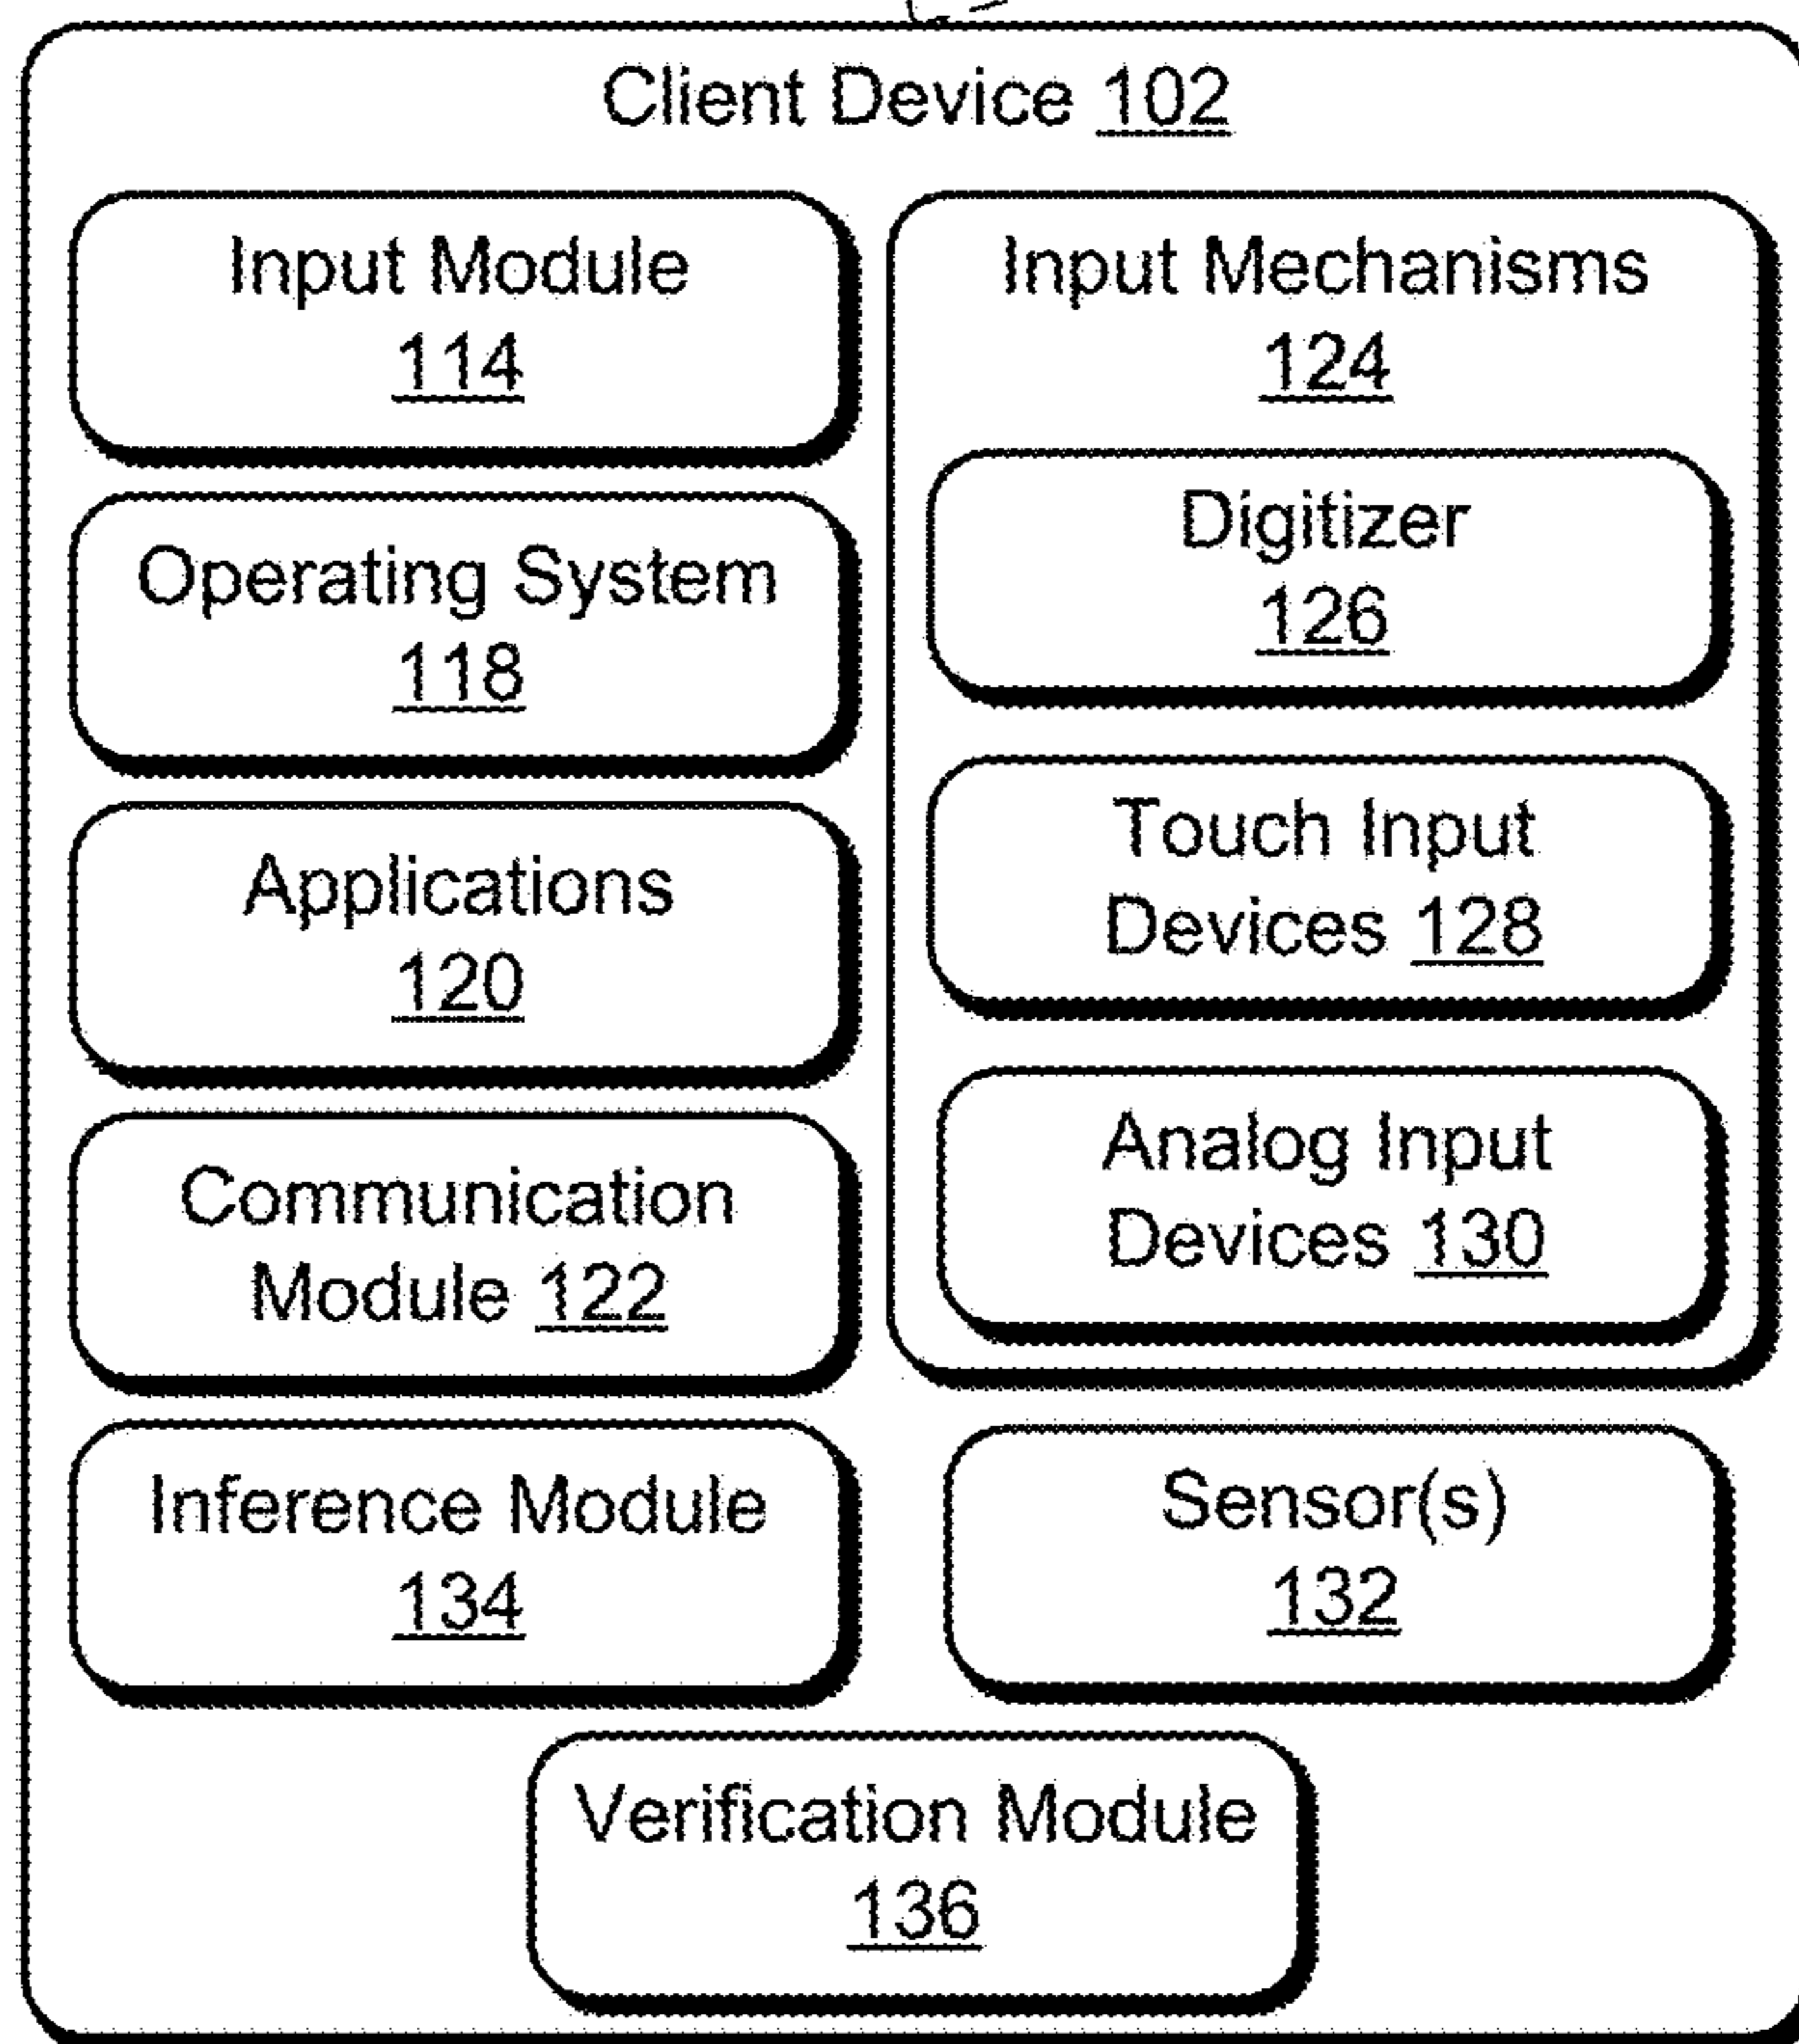 Client Device 102
Input Module
114
Operating System
118
Applications
120
Communication
Module 122
Inference Module
134
Input Mechanisms
124
Digitizer
126
Touch Input
Devices 128
Analog Input
Devices 130
Sensor(s)
132
Verification Module
136